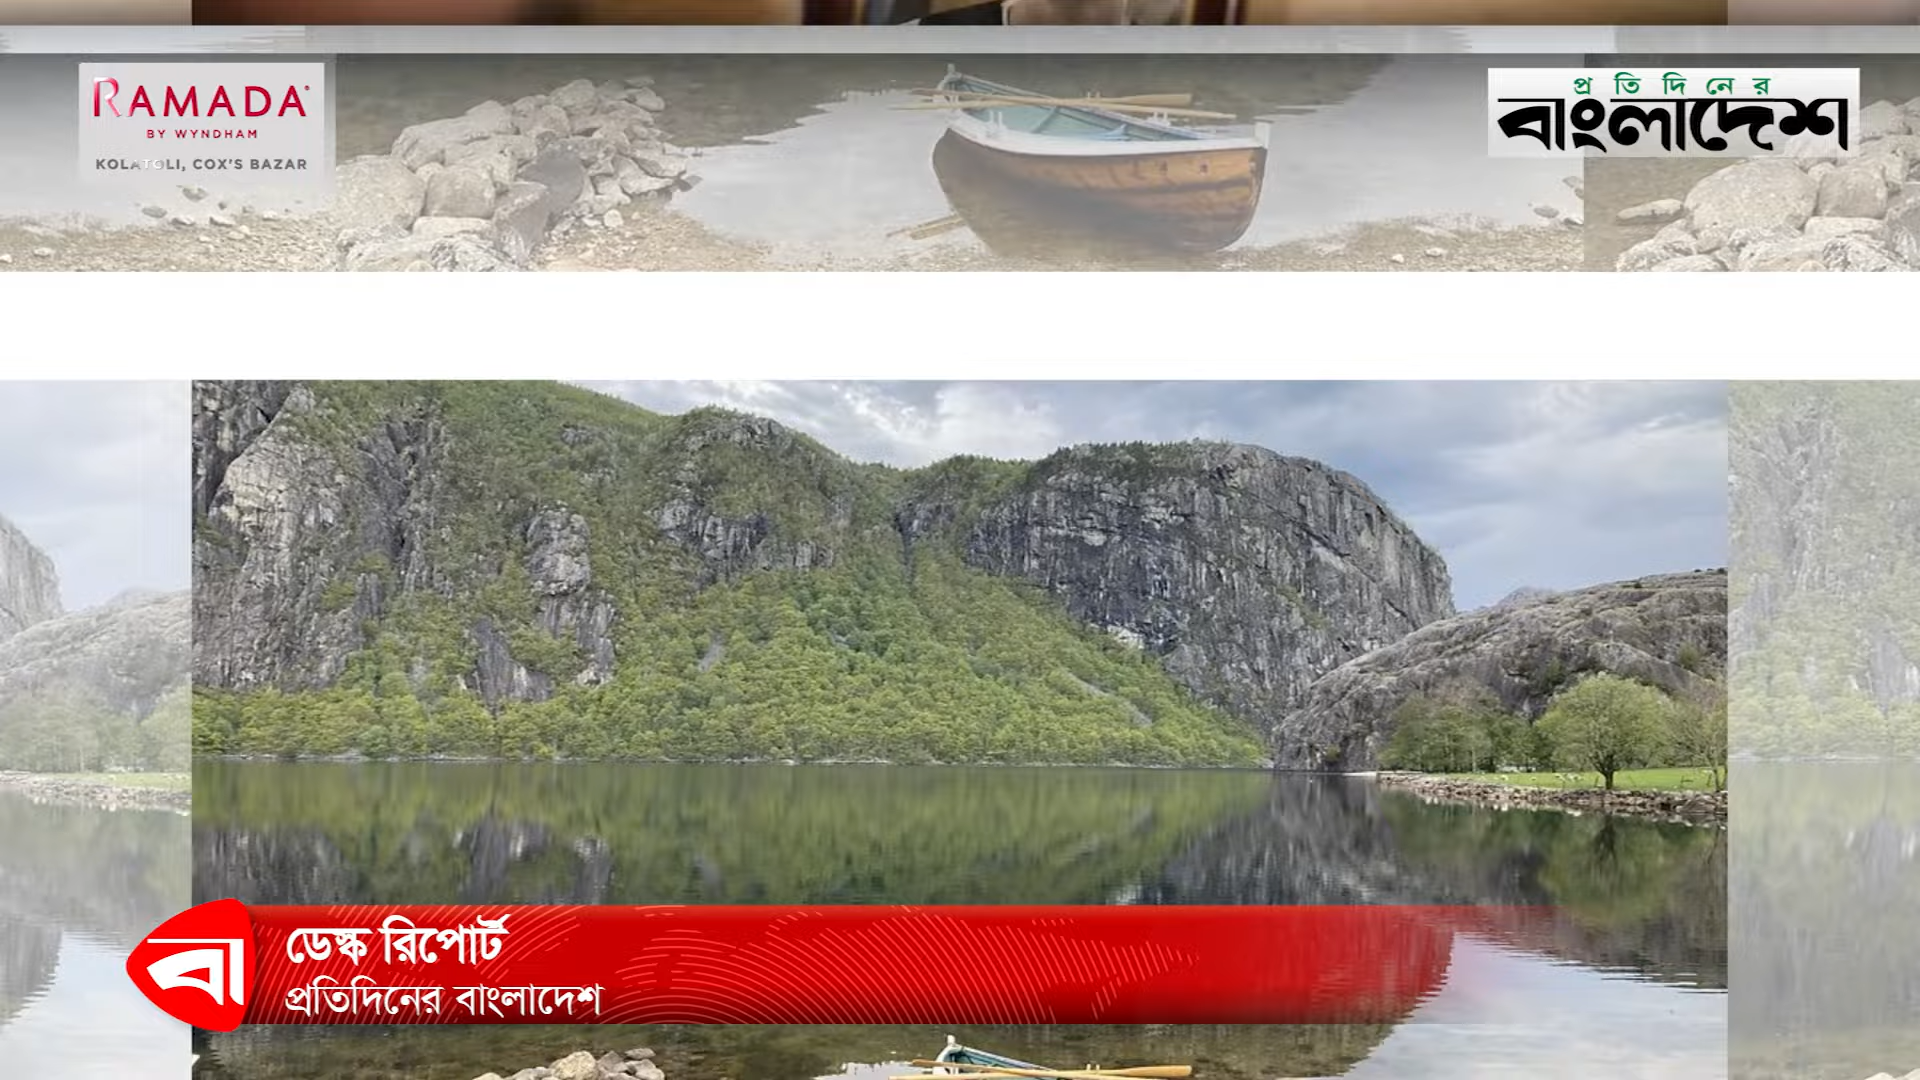 RAMADA
BY WYNDHAM
KOLATOLI, COX'S BAZAR
প্রতিদিনের
বাংলাদেশ
বা
ডেস্ক রিপোর্ট
প্রতিদিনের বাংলাদেশ